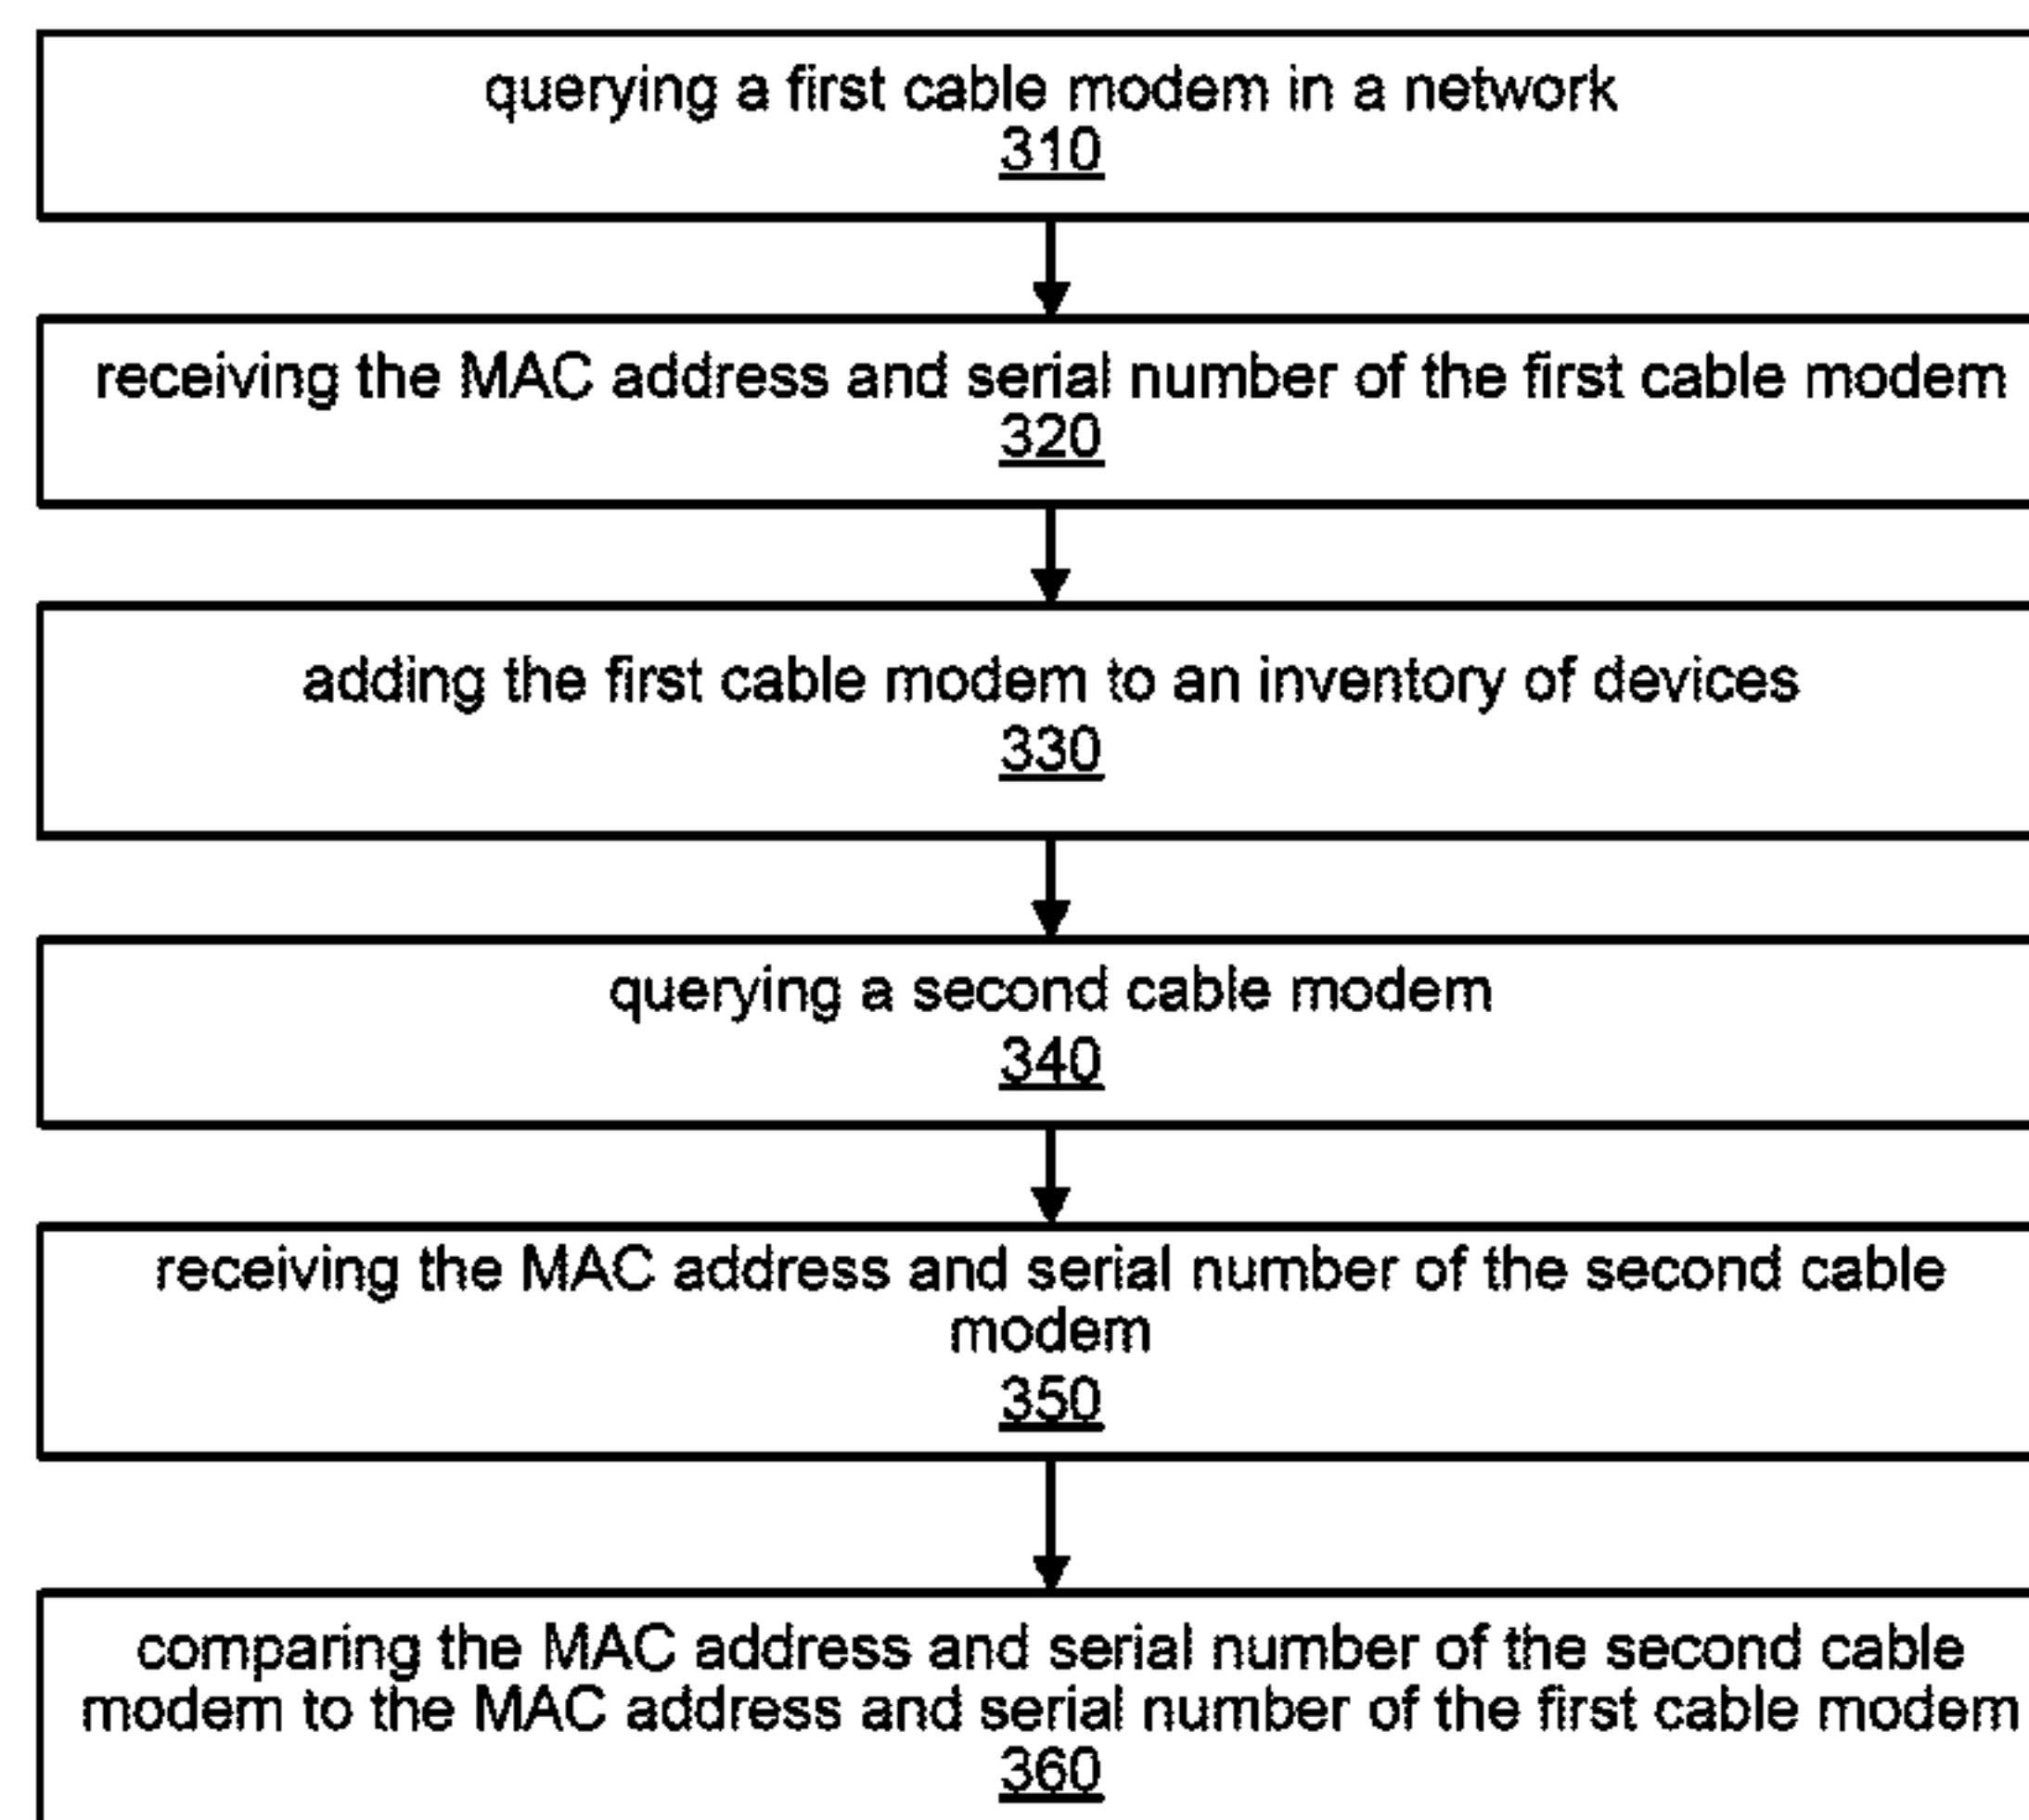 querying a first cable modem in a network
310
receiving the MAC address and serial number of the first cable modem
320
adding the first cable modem to an inventory of devices
330
querying a second cable modem
340
receiving the MAC address and serial number of the second cable
modem
350
comparing the MAC address and serial number of the second cable
modem to the MAC address and serial number of the first cable modem
360